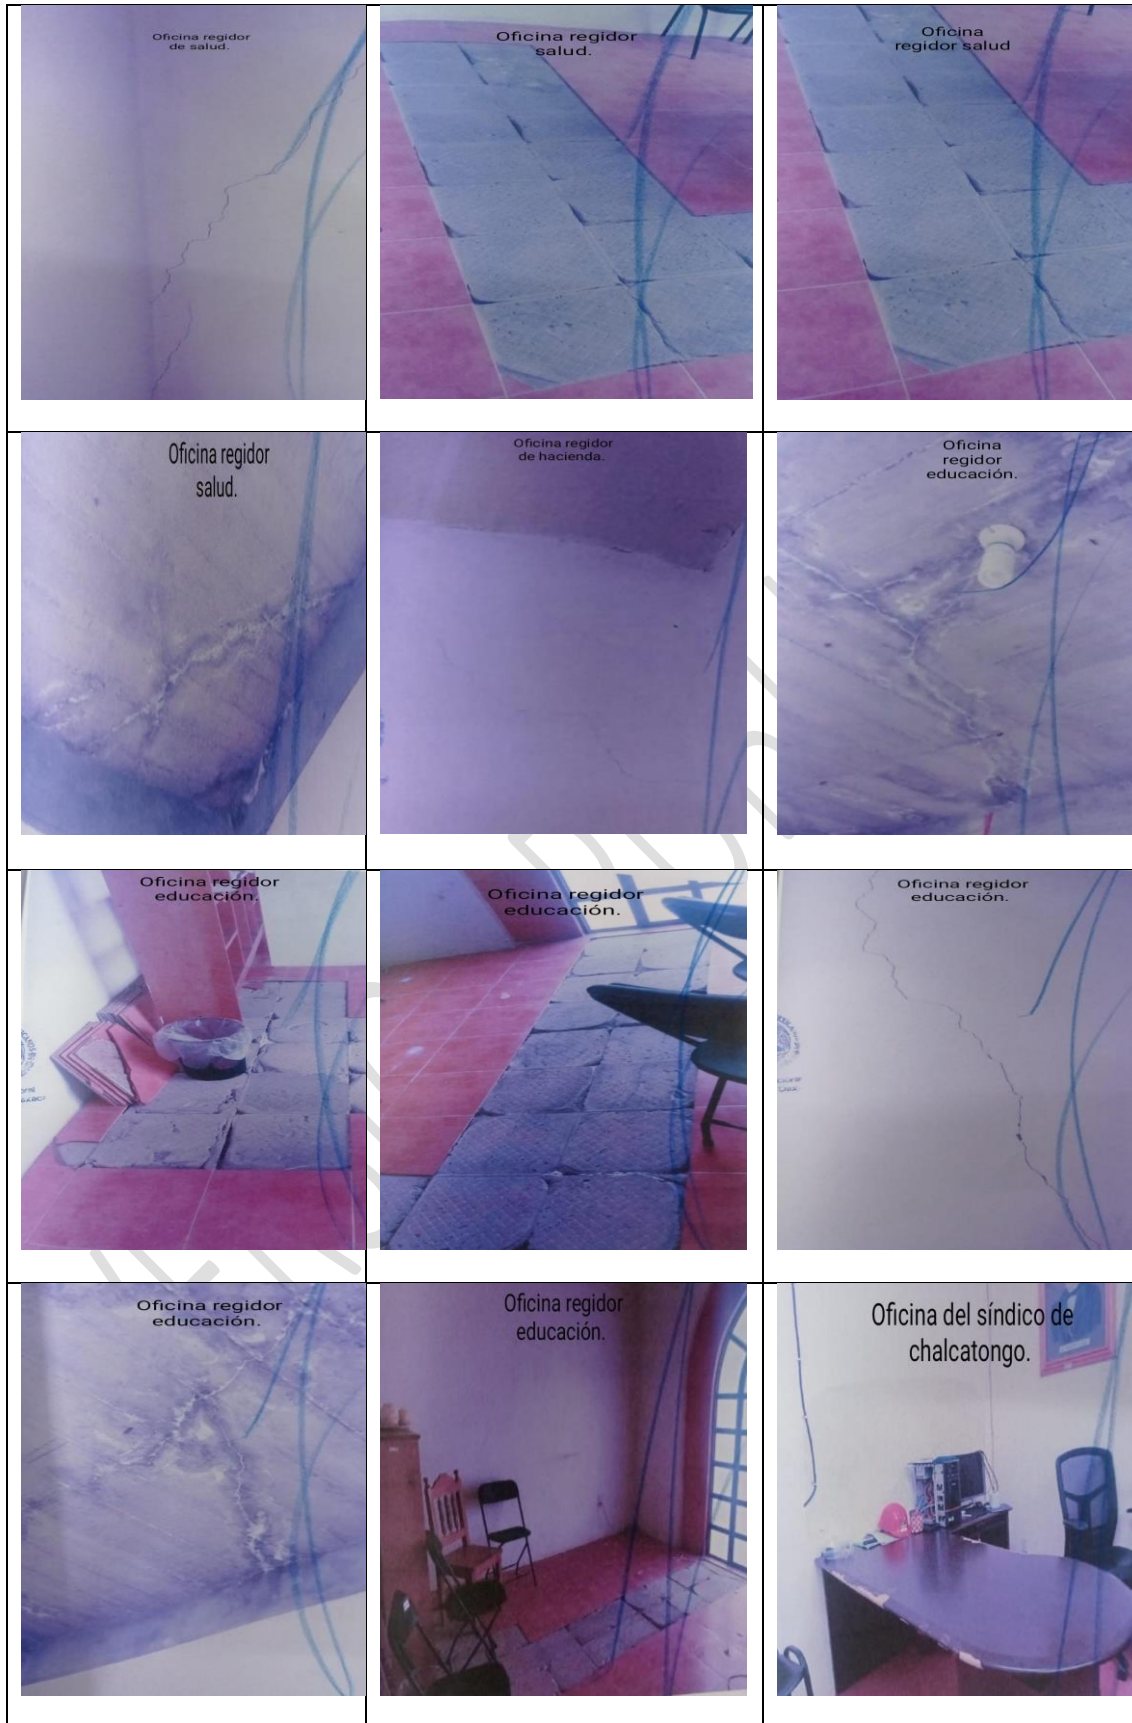 Oficina regidor
de salud.
Oficina regidor
salud.
Oficina
regidor salud
Oficina regidor
salud.
Oficina regidor
de hacienda.
Oficina
regidor
educación.
Oficina regidor
educación.
Oficina regidor
educación.
Oficina regidor
educación.
Oficina regidor
educación.
Oficina regidor
educación.
Oficina del síndico de
chalcatongo.